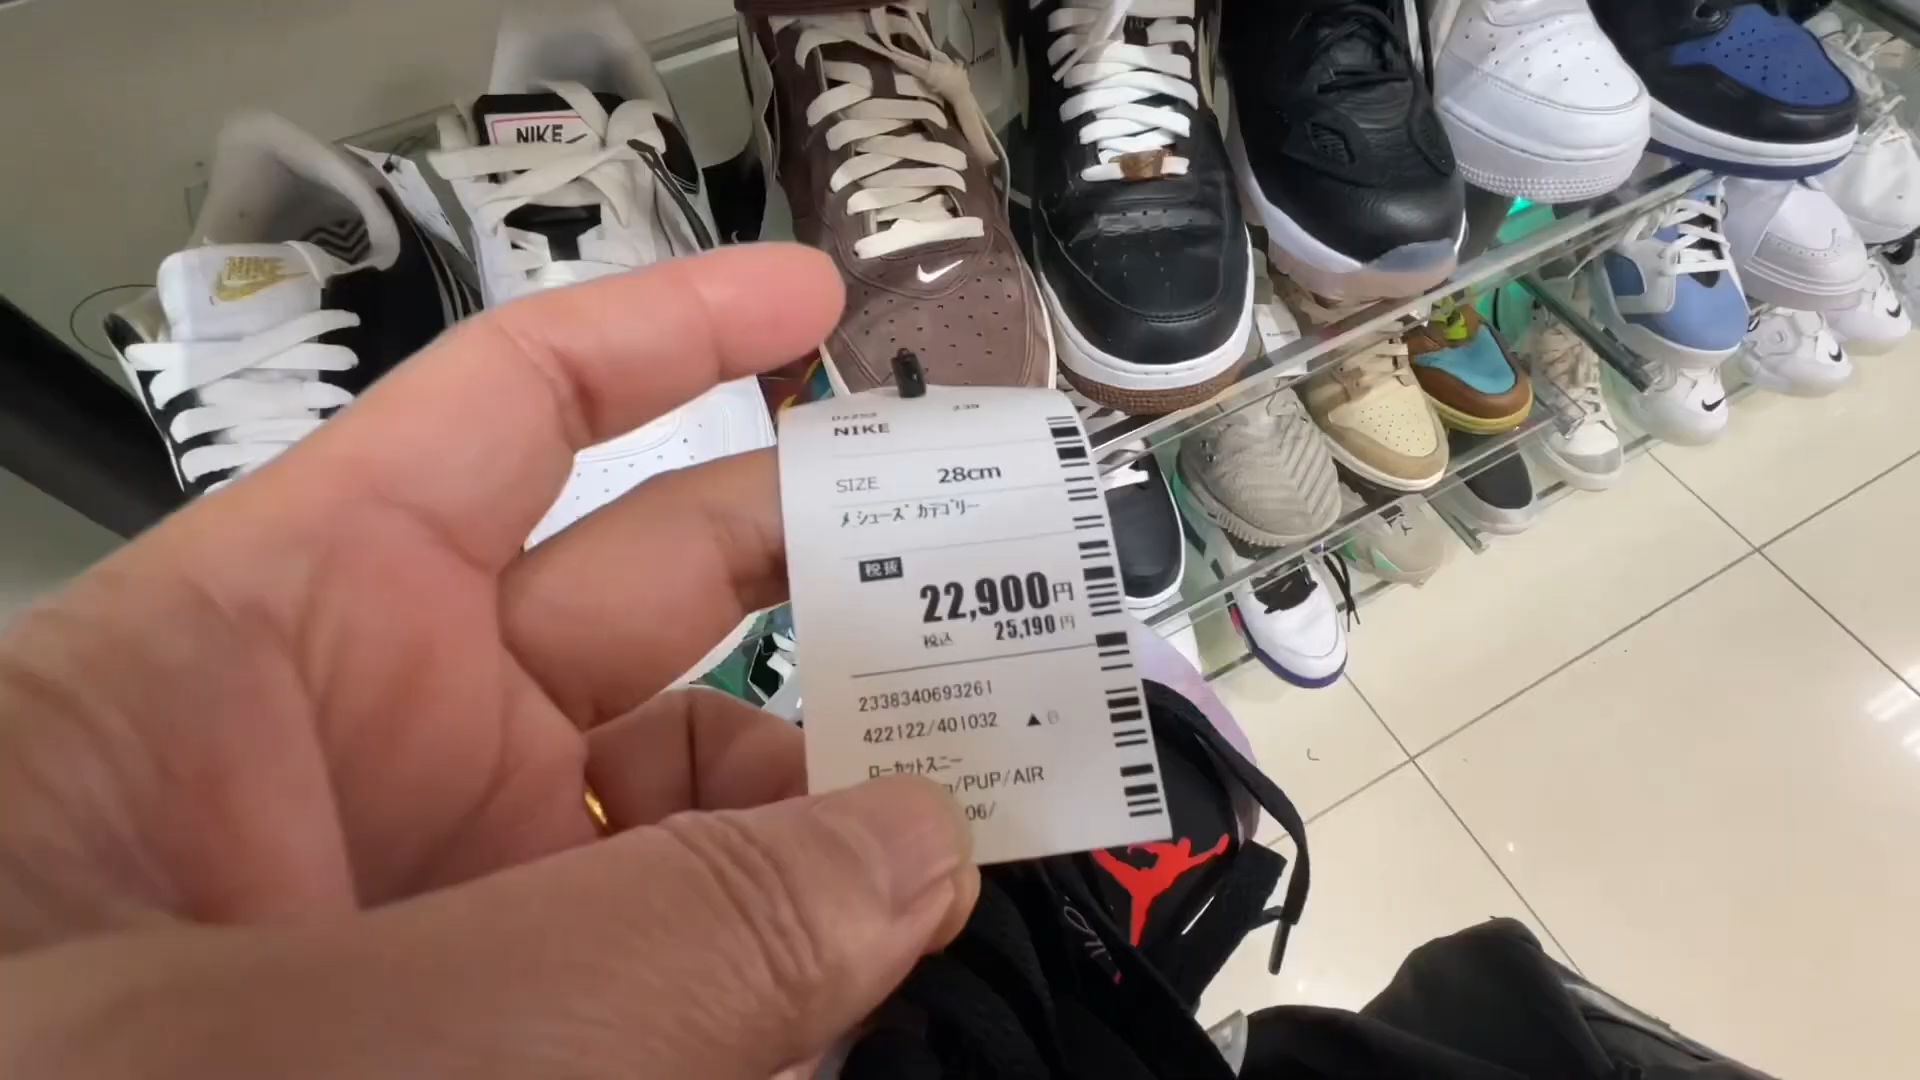 NIKE
NIKE
NIKE
SIZE 28cm
メシューズ カテゴリー
税抜
22,900円
税込 25,190円
2338340693261
422122/401032 ▲
ローカットスニー
/PUP/AIR
06/